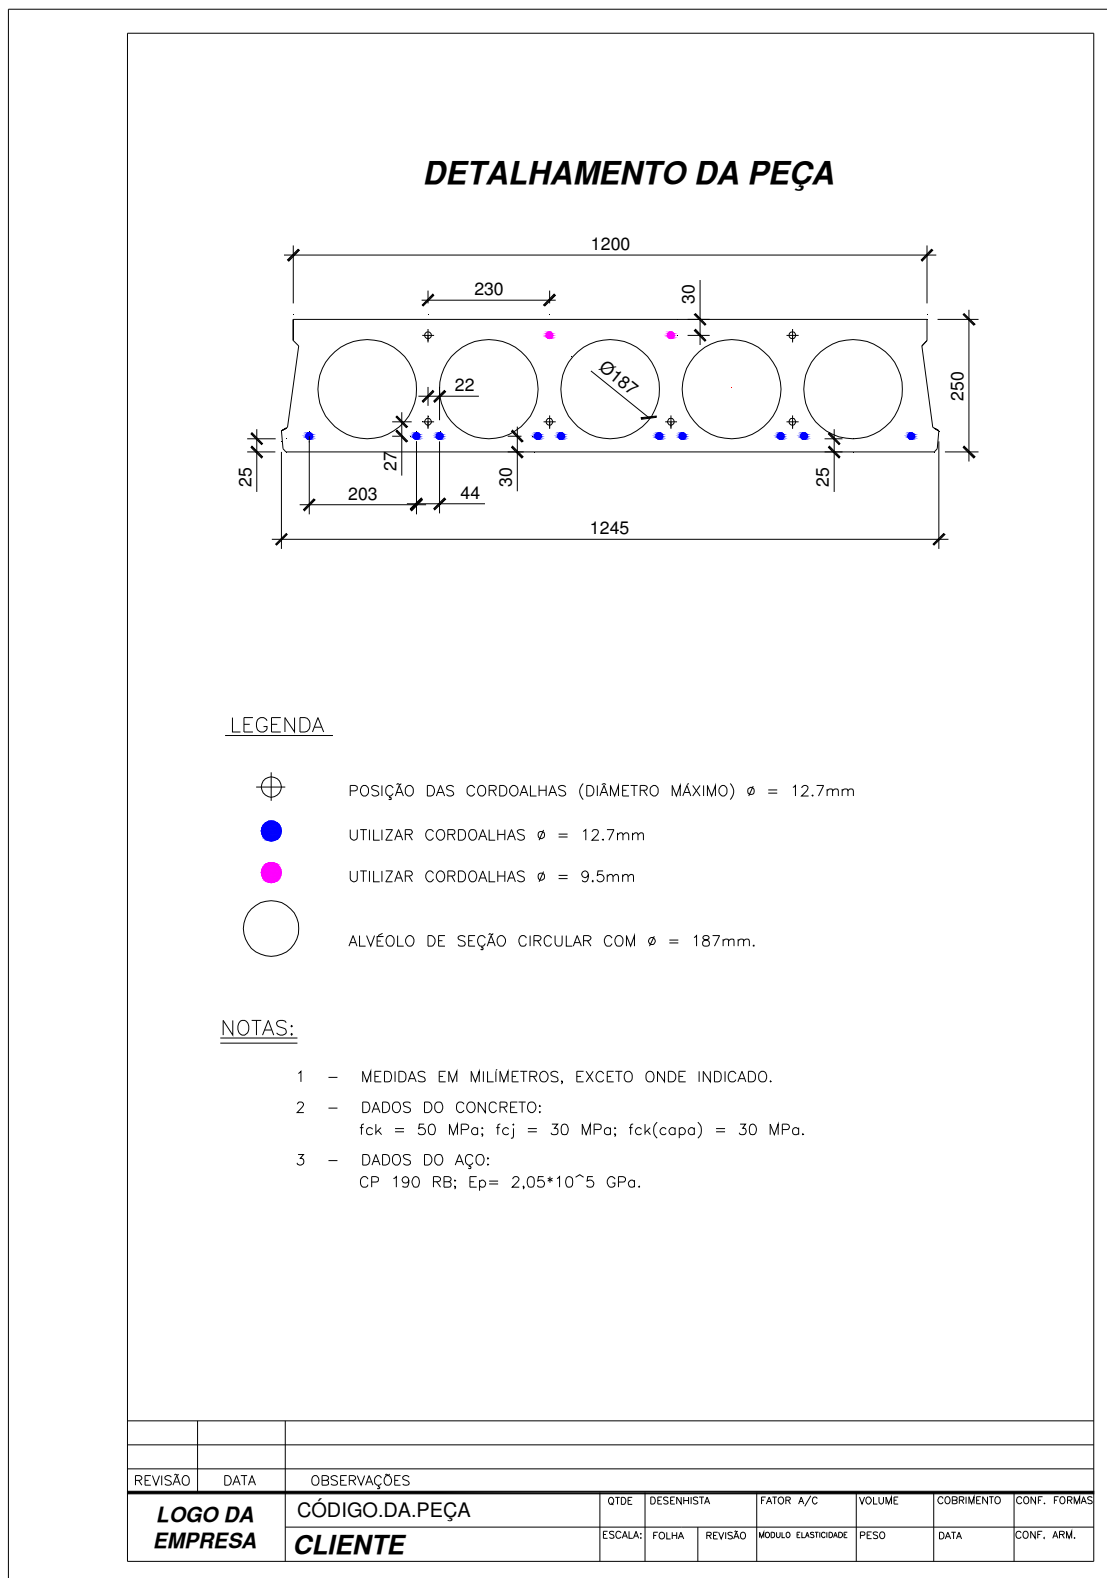 DETALHAMENTO DA PEÇA
1200
230
30
250
Ø187
22
25
27
30
25
203
44
1245
LEGENDA
POSIÇÃO DAS CORDOALHAS (DIÂMETRO MÁXIMO) ø = 12.7mm
UTILIZAR CORDOALHAS ø = 12.7mm
UTILIZAR CORDOALHAS ø = 9.5mm
ALVÉOLO DE SEÇÃO CIRCULAR COM ø = 187mm.
NOTAS:
1 – MEDIDAS EM MILÍMETROS, EXCETO ONDE INDICADO.
2 – DADOS DO CONCRETO:
fck = 50 MPa; fcj = 30 MPa; fck(capa) = 30 MPa.
3 – DADOS DO AÇO:
CP 190 RB; Ep= 2,05*10^5 GPa.
REVISÃO DATA OBSERVAÇÕES
LOGO DA
EMPRESA
CÓDIGO.DA.PEÇA
CLIENTE
QTDE DESENHISTA FATOR A/C VOLUME COBRIMENTO CONF. FORMAS
ESCALA: FOLHA REVISÃO MÓDULO ELASTICIDADE PESO DATA CONF. ARM.